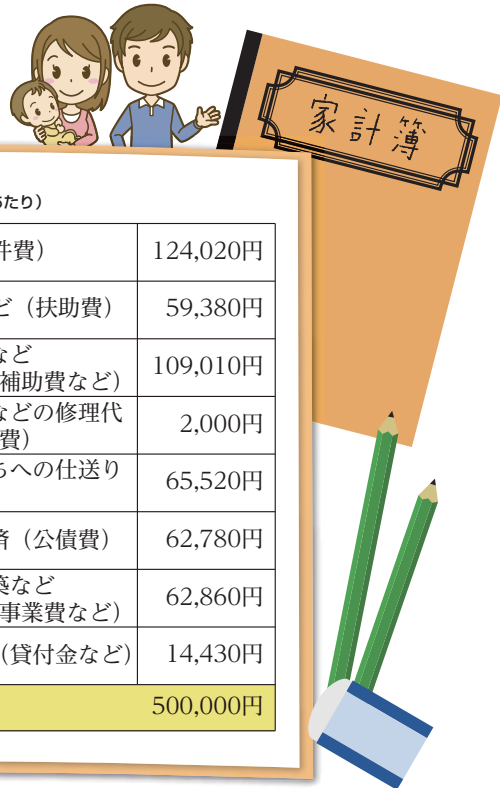 家計簿
たり）
件費） 124,020円
ど（扶助費） 59,380円
など
補助費など） 109,010円
などの修理代
費） 2,000円
ちへの仕送り
65,520円
済（公債費） 62,780円
築など
事業費など） 62,860円
（貸付金など） 14,430円
500,000円